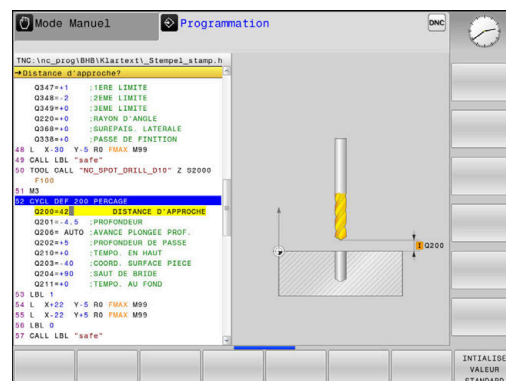 Mode Manuel
Programmation
DNC
TNC:\nc_prog\BHB\Klartext\_Stempel_stamp.h
→Distance d'approche?
Q347=+1 ;1ERE LIMITE
Q348=-2 ;2EME LIMITE
Q349=+0 ;3EME LIMITE
Q220=+0 ;RAYON D'ANGLE
Q368=+0 ;SUREPAIS. LATERALE
Q338=+0 ;PASSE DE FINITION
48 L X-30 Y-5 R0 FMAX M99
49 CALL LBL "safe"
50 TOOL CALL "NC_SPOT_DRILL_D10" Z S2000
F100
51 M3
52 CYCL DEF 200 PERCAGE
Q200=42 DISTANCE D'APPROCHE
Q201=-4.5 ;PROFONDEUR
Q206= AUTO ;AVANCE PLONGEE PROF.
Q202=+5 ;PROFONDEUR DE PASSE
Q210=+0 ;TEMPO. EN HAUT
Q203=-40 ;COORD. SURFACE PIECE
Q204=+90 ;SAUT DE BRIDE
Q211=+0 ;TEMPO. AU FOND
53 LBL 1
54 L X+22 Y-5 R0 FMAX M99
55 L X-22 Y+5 R0 FMAX M99
56 LBL 0
57 CALL LBL "safe"
I Q200
INTIALISE
VALEUR
STANDARD